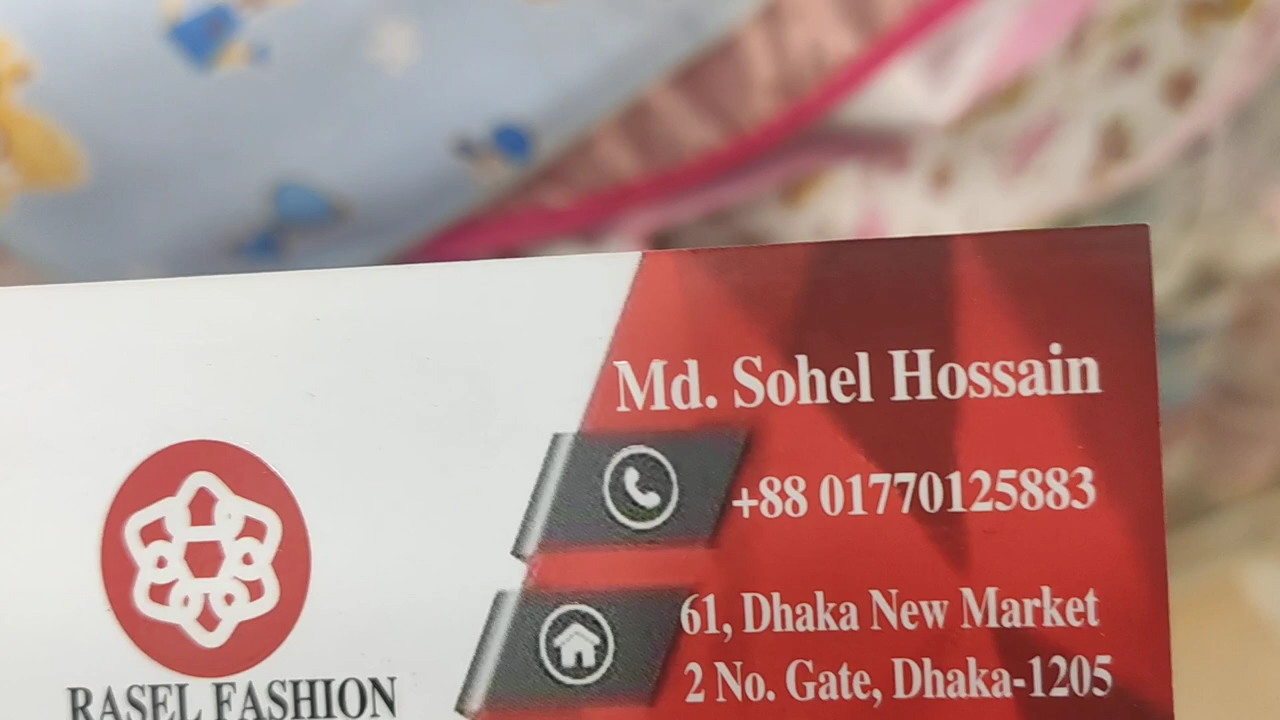 Md. Sohel Hossain
+88 01770125883
61, Dhaka New Market
2 No. Gate, Dhaka-1205
RASEL FASHION